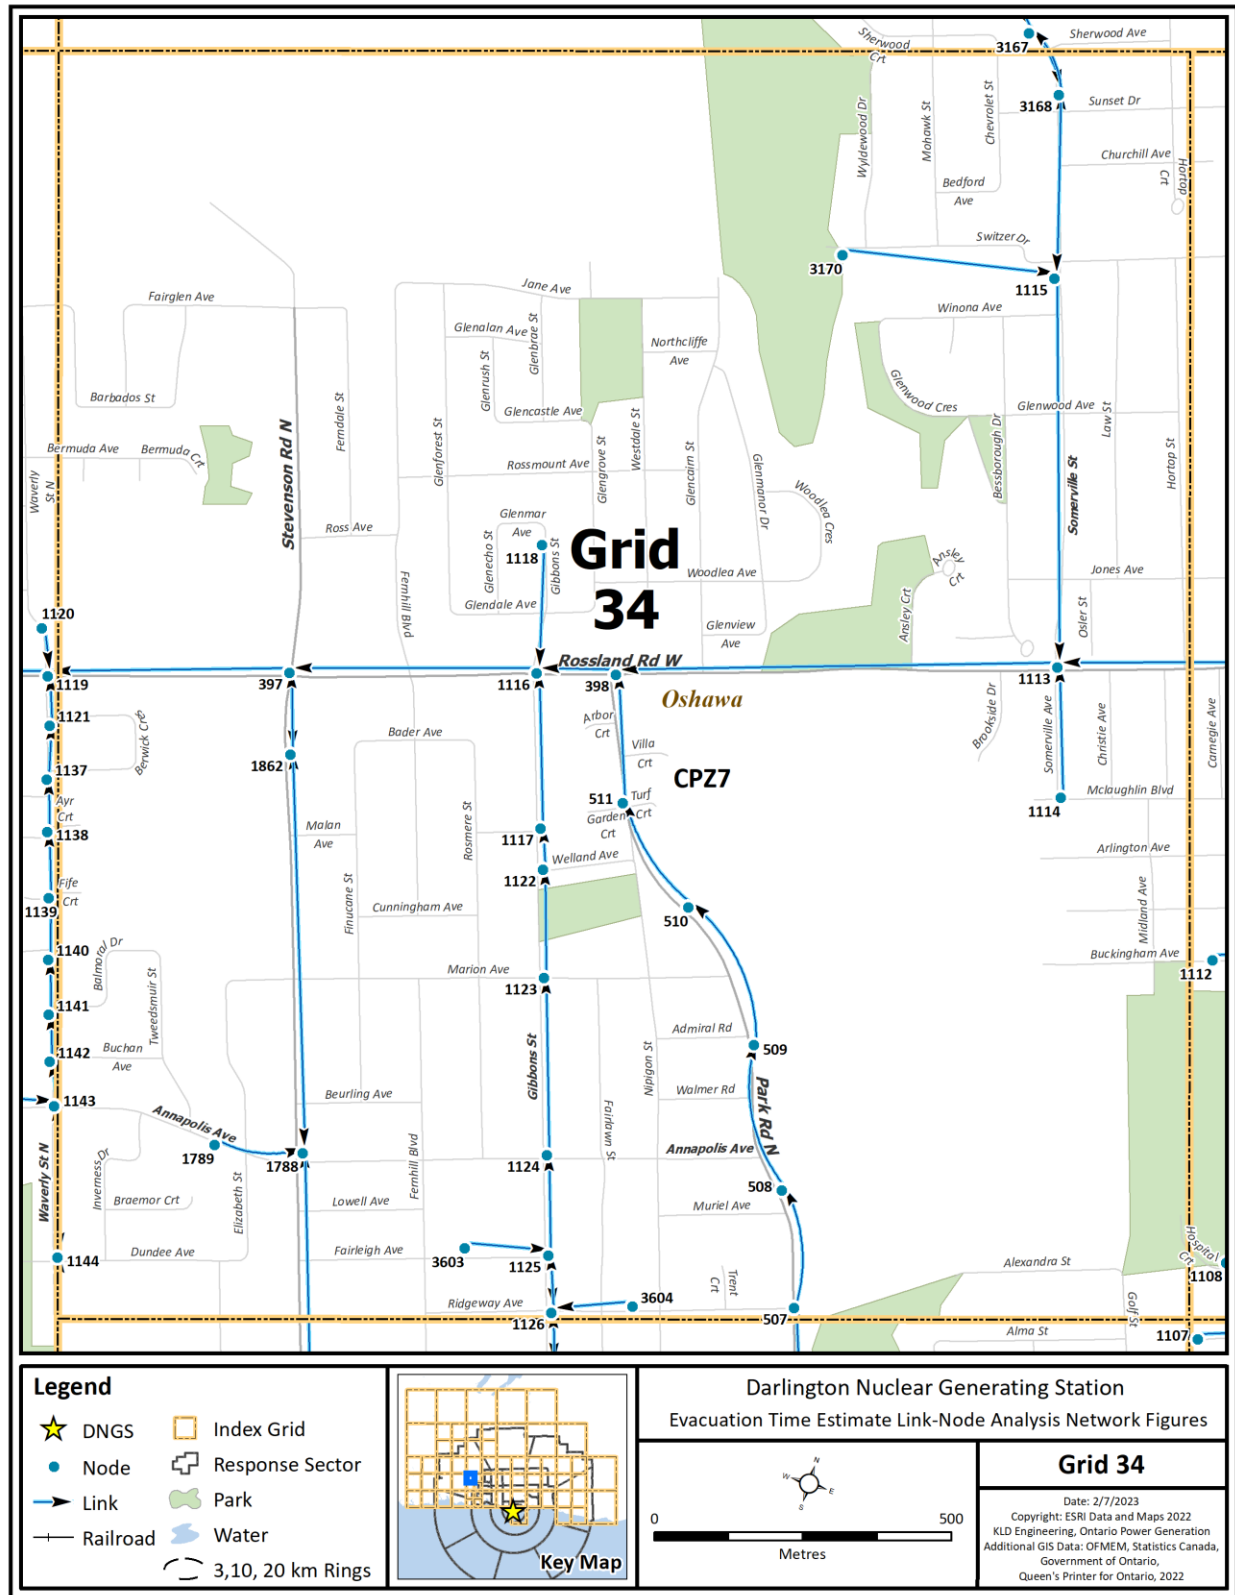 Sherwood Crt
3167
Sherwood Ave
3168
Sunset Dr
Wyldewood Dr
Mohawk St
Chevrolet St
Churchill Ave
Hortop Crt
Bedford Ave
Switzer Dr
3170
1115
Winona Ave
Fairglen Ave
Jane Ave
Glenalan Ave
Glenbrae St
Glenrush St
Northcliffe Ave
Barbados St
Glencastle Ave
Glenwood Cres
Glenwood Ave
Law St
Stevenson Rd N
Ferndale St
Glenforest St
Glengrove St
Westdale St
Glencairn St
Glenmanor Dr
Bessborough Dr
Hortop St
Bermuda Ave
Bermuda Crt
Waverly St N
Rossmount Ave
Woodlea Cres
Somerville St
Ross Ave
Glenmar Ave
Glenecho St
1118
Gibbons St
Grid
34
Ansley Crt
Ansley Crt
Jones Ave
Woodlea Ave
Fernhill Blvd
Glendale Ave
Glenview Ave
Osler St
1120
Rossland Rd W
1119
397
1116
398
Oshawa
1113
1121
Berwick Cres
Arbor Crt
Brookside Dr
Somerville Ave
Christie Ave
Carnegie Ave
Bader Ave
Villa Crt
1137
1862
CPZ7
Ayr Crt
511
Turf Crt
Garden Crt
Mclaughlin Blvd
1114
1138
Malan Ave
Rosmere St
1117
Welland Ave
1122
Arlington Ave
Fife Crt
1139
Finucane St
Cunningham Ave
510
Midland Ave
Balmoral Dr
1140
Tweedsmuir St
Marion Ave
1123
Buckingham Ave
1112
1141
Admiral Rd
509
1142
Buchan Ave
Gibbons St
Nipigon St
Walmer Rd
Park Rd N
1143
Beurling Ave
Annapolis Ave
Fairlawn St
1789
1788
Fernhill Blvd
1124
Annapolis Ave
Inverness Dr
Elizabeth St
508
Waverly St N
Braemor Crt
Lowell Ave
Muriel Ave
1144
Dundee Ave
Fairleigh Ave
3603
1125
Trent Crt
Alexandra St
Hospital Crt
1108
Ridgeway Ave
3604
1126
507
Golf St
Alma St
1107
Legend
DNGS
Node
Link
Railroad
Index Grid
Response Sector
Park
Water
3,10, 20 km Rings
Key Map
Darlington Nuclear Generating Station
Evacuation Time Estimate Link-Node Analysis Network Figures
N
W
E
S
0
500
Metres
Grid 34
Date: 2/7/2023
Copyright: ESRI Data and Maps 2022
KLD Engineering, Ontario Power Generation
Additional GIS Data: OFMEM, Statistics Canada,
Government of Ontario,
Queen's Printer for Ontario, 2022